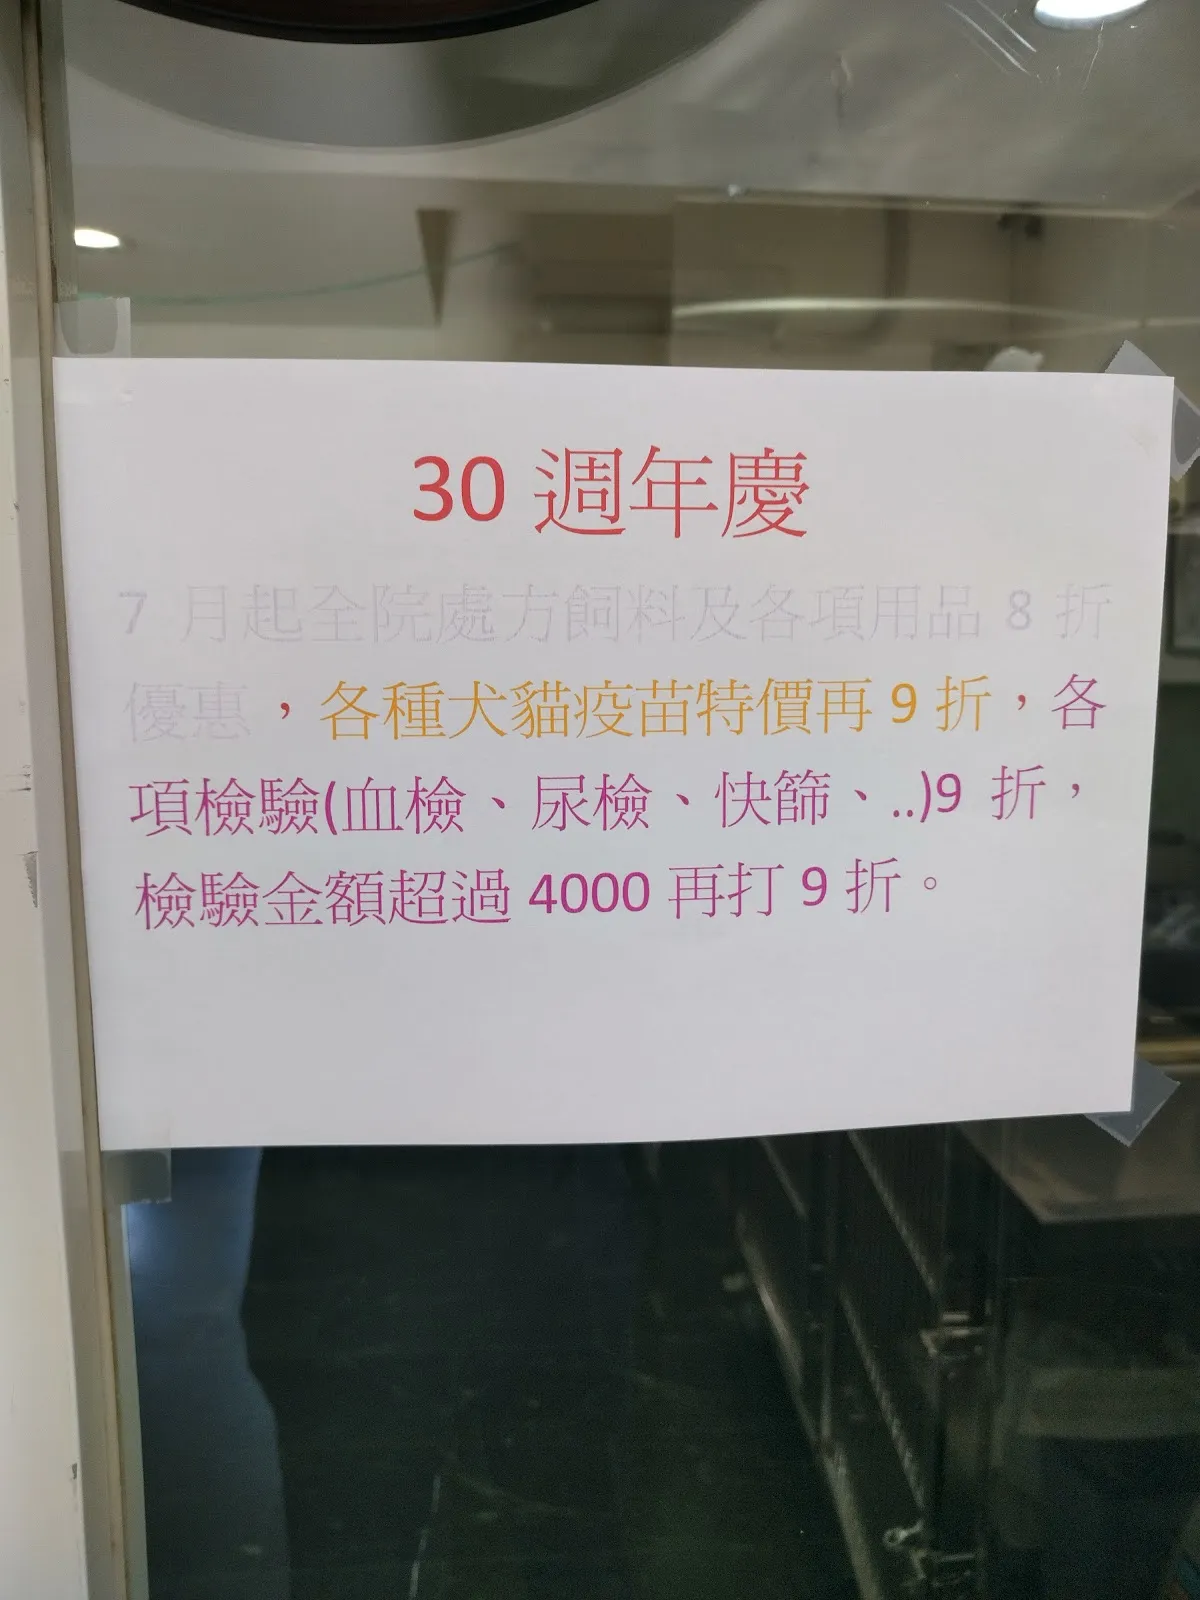 30 週年慶
7 月起全院處方飼料及各項用品 8 折
優惠，各種犬貓疫苗特價再 9 折，各
項檢驗(血檢、尿檢、快篩、..)9 折，
檢驗金額超過 4000 再打 9 折。